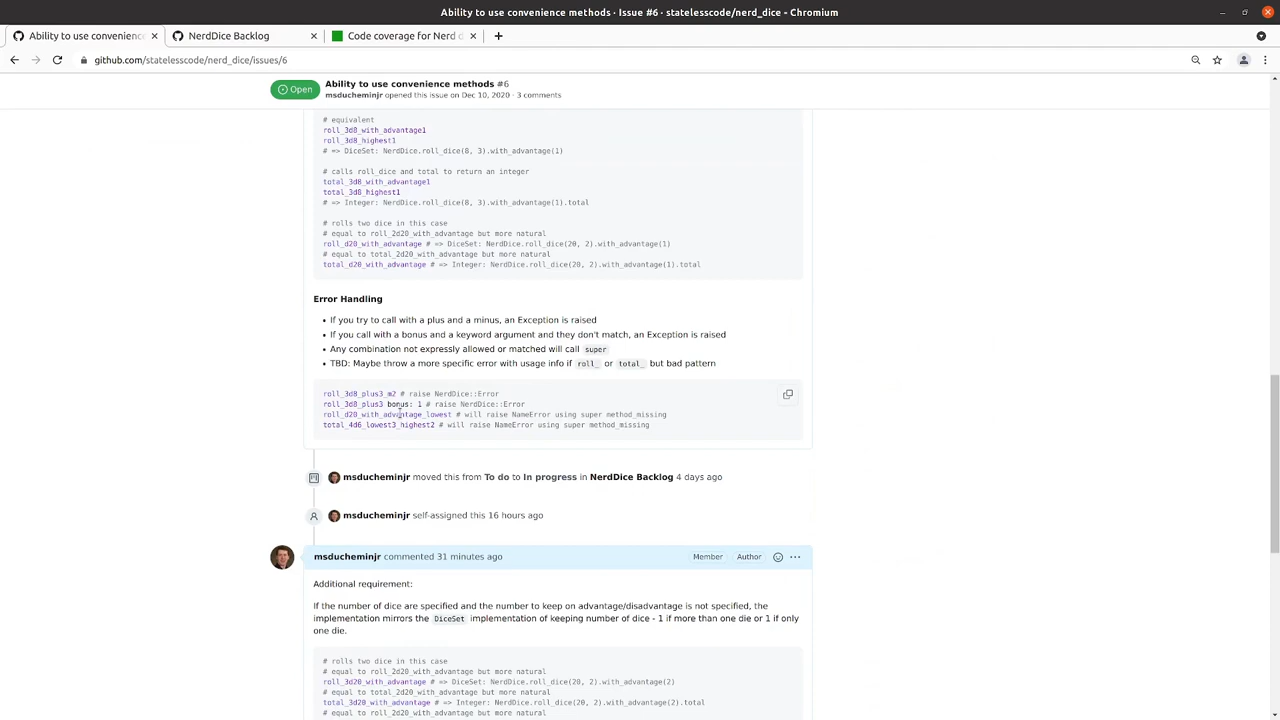 Ability to use convenience methods · Issue #6 · statelesscode/nerd_dice - Chromium
Ability to use convenience
NerdDice Backlog
Code coverage for Nerd d
github.com/statelesscode/nerd_dice/issues/6
Open
Ability to use convenience methods #6
msducheminjr opened this issue on Dec 10, 2020 · 3 comments
# equivalent
roll_3d8_with_advantage1
roll_3d8_highest1
# => DiceSet: NerdDice.roll_dice(8, 3).with_advantage(1)
# calls roll_dice and total to return an integer
total_3d8_with_advantage1
total_3d8_highest1
# => Integer: NerdDice.roll_dice(8, 3).with_advantage(1).total
# rolls two dice in this case
# equal to roll_2d20_with_advantage but more natural
roll_d20_with_advantage # => DiceSet: NerdDice.roll_dice(20, 2).with_advantage(1)
# equal to total_2d20_with_advantage but more natural
total_d20_with_advantage # => Integer: NerdDice.roll_dice(20, 2).with_advantage(1).total
Error Handling
• If you try to call with a plus and a minus, an Exception is raised
• If you call with a bonus and a keyword argument and they don't match, an Exception is raised
• Any combination not expressly allowed or matched will call super
• TBD: Maybe throw a more specific error with usage info if roll_ or total_ but bad pattern
roll_3d8_plus3_m2 # raise NerdDice::Error
roll_3d8_plus3 bonus: 1 # raise NerdDice::Error
roll_d20_with_advantage_lowest # will raise NameError using super method_missing
total_4d6_lowest3_highest2 # will raise NameError using super method_missing
msducheminjr moved this from To do to In progress in NerdDice Backlog 4 days ago
msducheminjr self-assigned this 16 hours ago
msducheminjr commented 31 minutes ago
Member
Author
Additional requirement:
If the number of dice are specified and the number to keep on advantage/disadvantage is not specified, the
implementation mirrors the DiceSet implementation of keeping number of dice - 1 if more than one die or 1 if only
one die.
# rolls two dice in this case
# equal to roll_2d20_with_advantage but more natural
roll_3d20_with_advantage # => DiceSet: NerdDice.roll_dice(20, 2).with_advantage(2)
# equal to total_2d20_with_advantage but more natural
total_3d20_with_advantage # => Integer: NerdDice.roll_dice(20, 2).with_advantage(2).total
# equal to roll_2d20_with_advantage but more natural